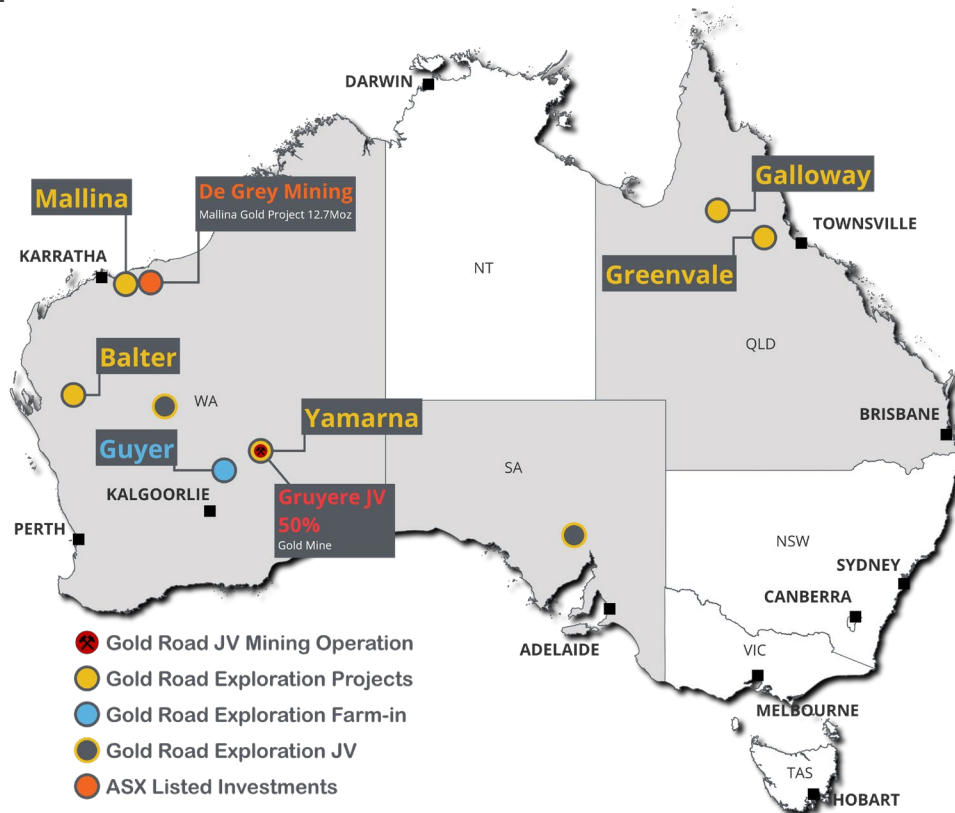 DARWIN
Mallina
De Grey Mining
Mallina Gold Project 12.7Moz
Galloway
TOWNSVILLE
KARRATHA
NT
Greenvale
QLD
Balter
WA
Yamarna
BRISBANE
Guyer
SA
KALGOORLIE
Gruyere JV
50%
Gold Mine
PERTH
NSW
SYDNEY
CANBERRA
ADELAIDE
VIC
MELBOURNE
TAS
HOBART
Gold Road JV Mining Operation
Gold Road Exploration Projects
Gold Road Exploration Farm-in
Gold Road Exploration JV
ASX Listed Investments